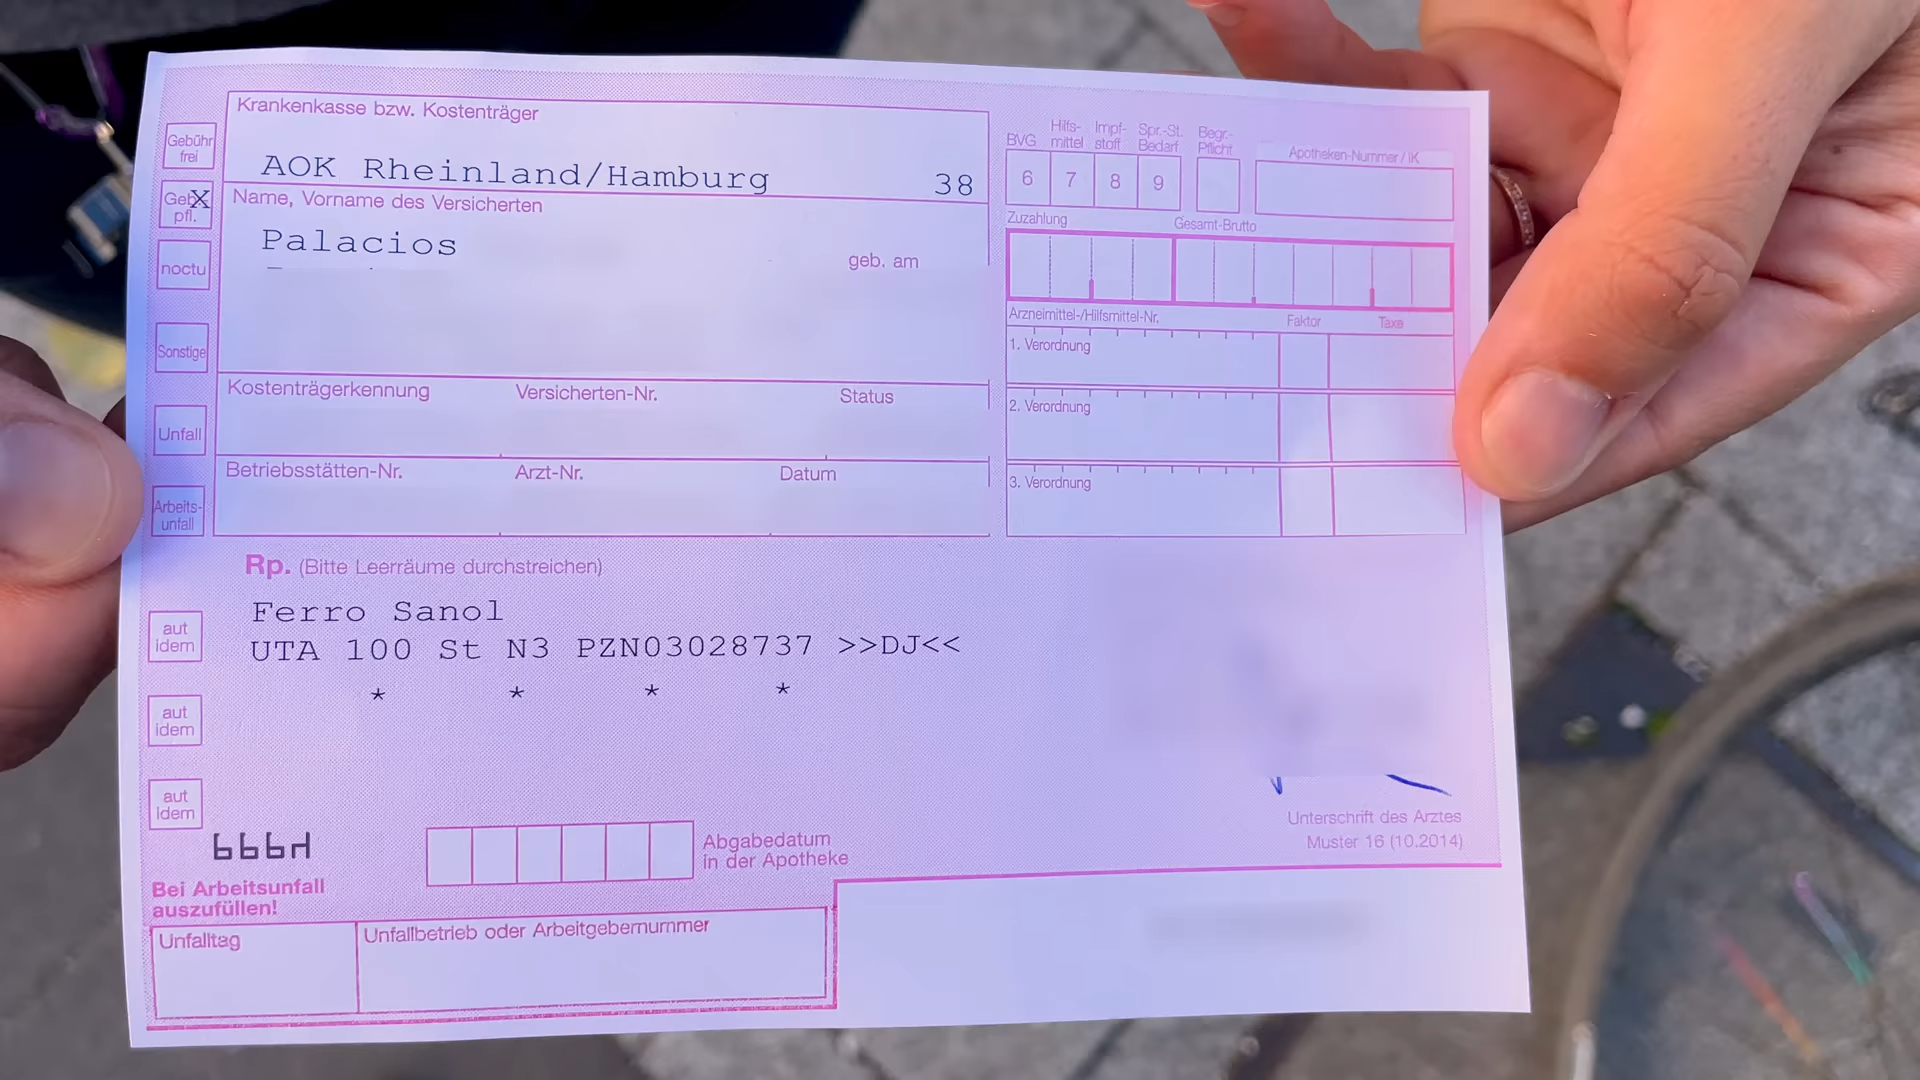 Krankenkasse bzw. Kostenträger
AOK Rheinland/Hamburg 38
Name, Vorname des Versicherten
Palacios
geb. am
Kostenträgerkennung Versicherten-Nr. Status
Betriebsstätten-Nr. Arzt-Nr. Datum
Gebühr
frei
Geb
X
pfl.
noctu
Sonstige
Unfall
Arbeits-
unfall
BVG Hilfs-
mittel Impf-
stoff Spr.-St.
Bedarf Begr.-
Pflicht Apotheken-Nummer / IK
6 7 8 9
Zuzahlung Gesamt-Brutto
Arzneimittel-/Hilfsmittel-Nr. Faktor Taxe
1. Verordnung
2. Verordnung
3. Verordnung
Rp. (Bitte Leerräume durchstreichen)
Ferro Sanol
UTA 100 St N3 PZN03028737 >>DJ<<
* * * *
aut
idem
aut
idem
aut
idem
Abgabedatum
in der Apotheke
Unterschrift des Arztes
Muster 16 (10.2014)
Bei Arbeitsunfall
auszufüllen!
Unfalltag
Unfallbetrieb oder Arbeitgebernummer